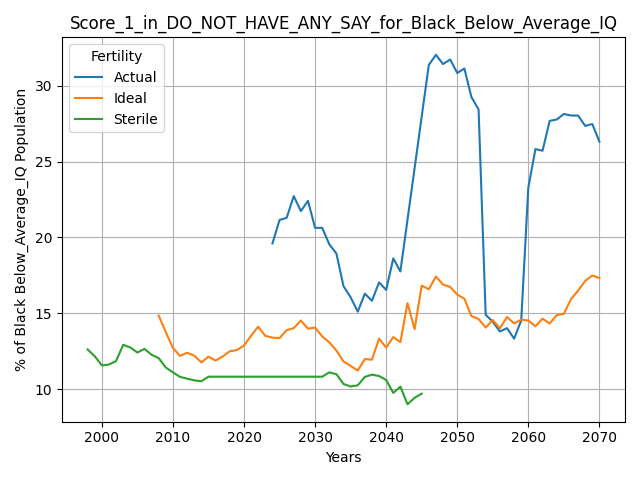 Score_1_in_DO_NOT_HAVE_ANY_SAY_for_Black_Below_Average_IQ
Fertility
Actual
Ideal
Sterile
% of Black Below_Average_IQ Population
30
25
20
15
10
2000 2010 2020 2030 2040 2050 2060 2070
Years